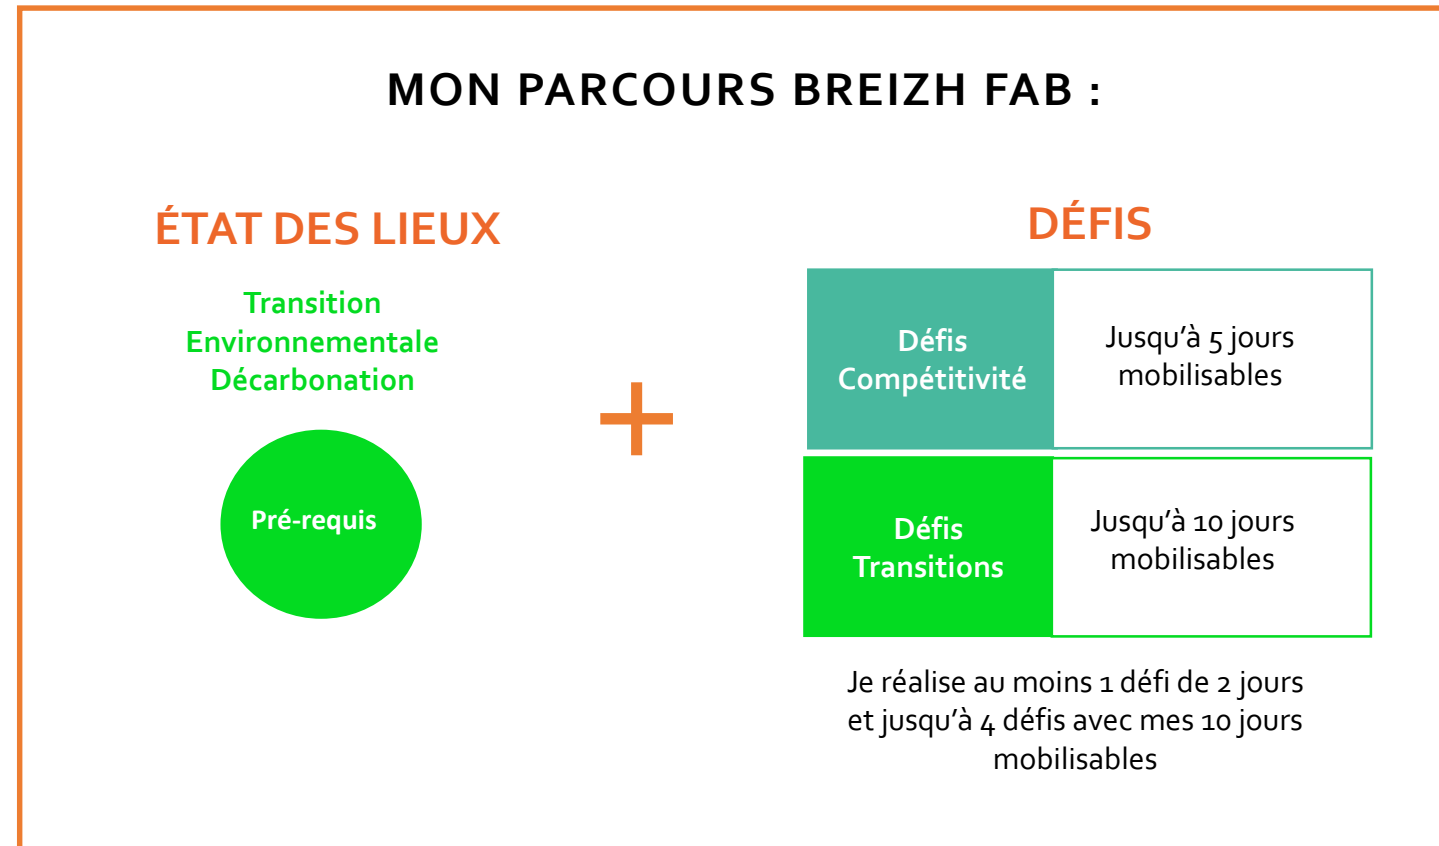 MON PARCOURS BREIZH FAB :
ÉTAT DES LIEUX
Transition
Environnementale
Décarbonation
Pré-requis
DÉFIS
Défis
Compétitivité
Jusqu’à 5 jours
mobilisables
Défis
Transitions
Jusqu’à 10 jours
mobilisables
Je réalise au moins 1 défi de 2 jours
et jusqu’à 4 défis avec mes 10 jours
mobilisables